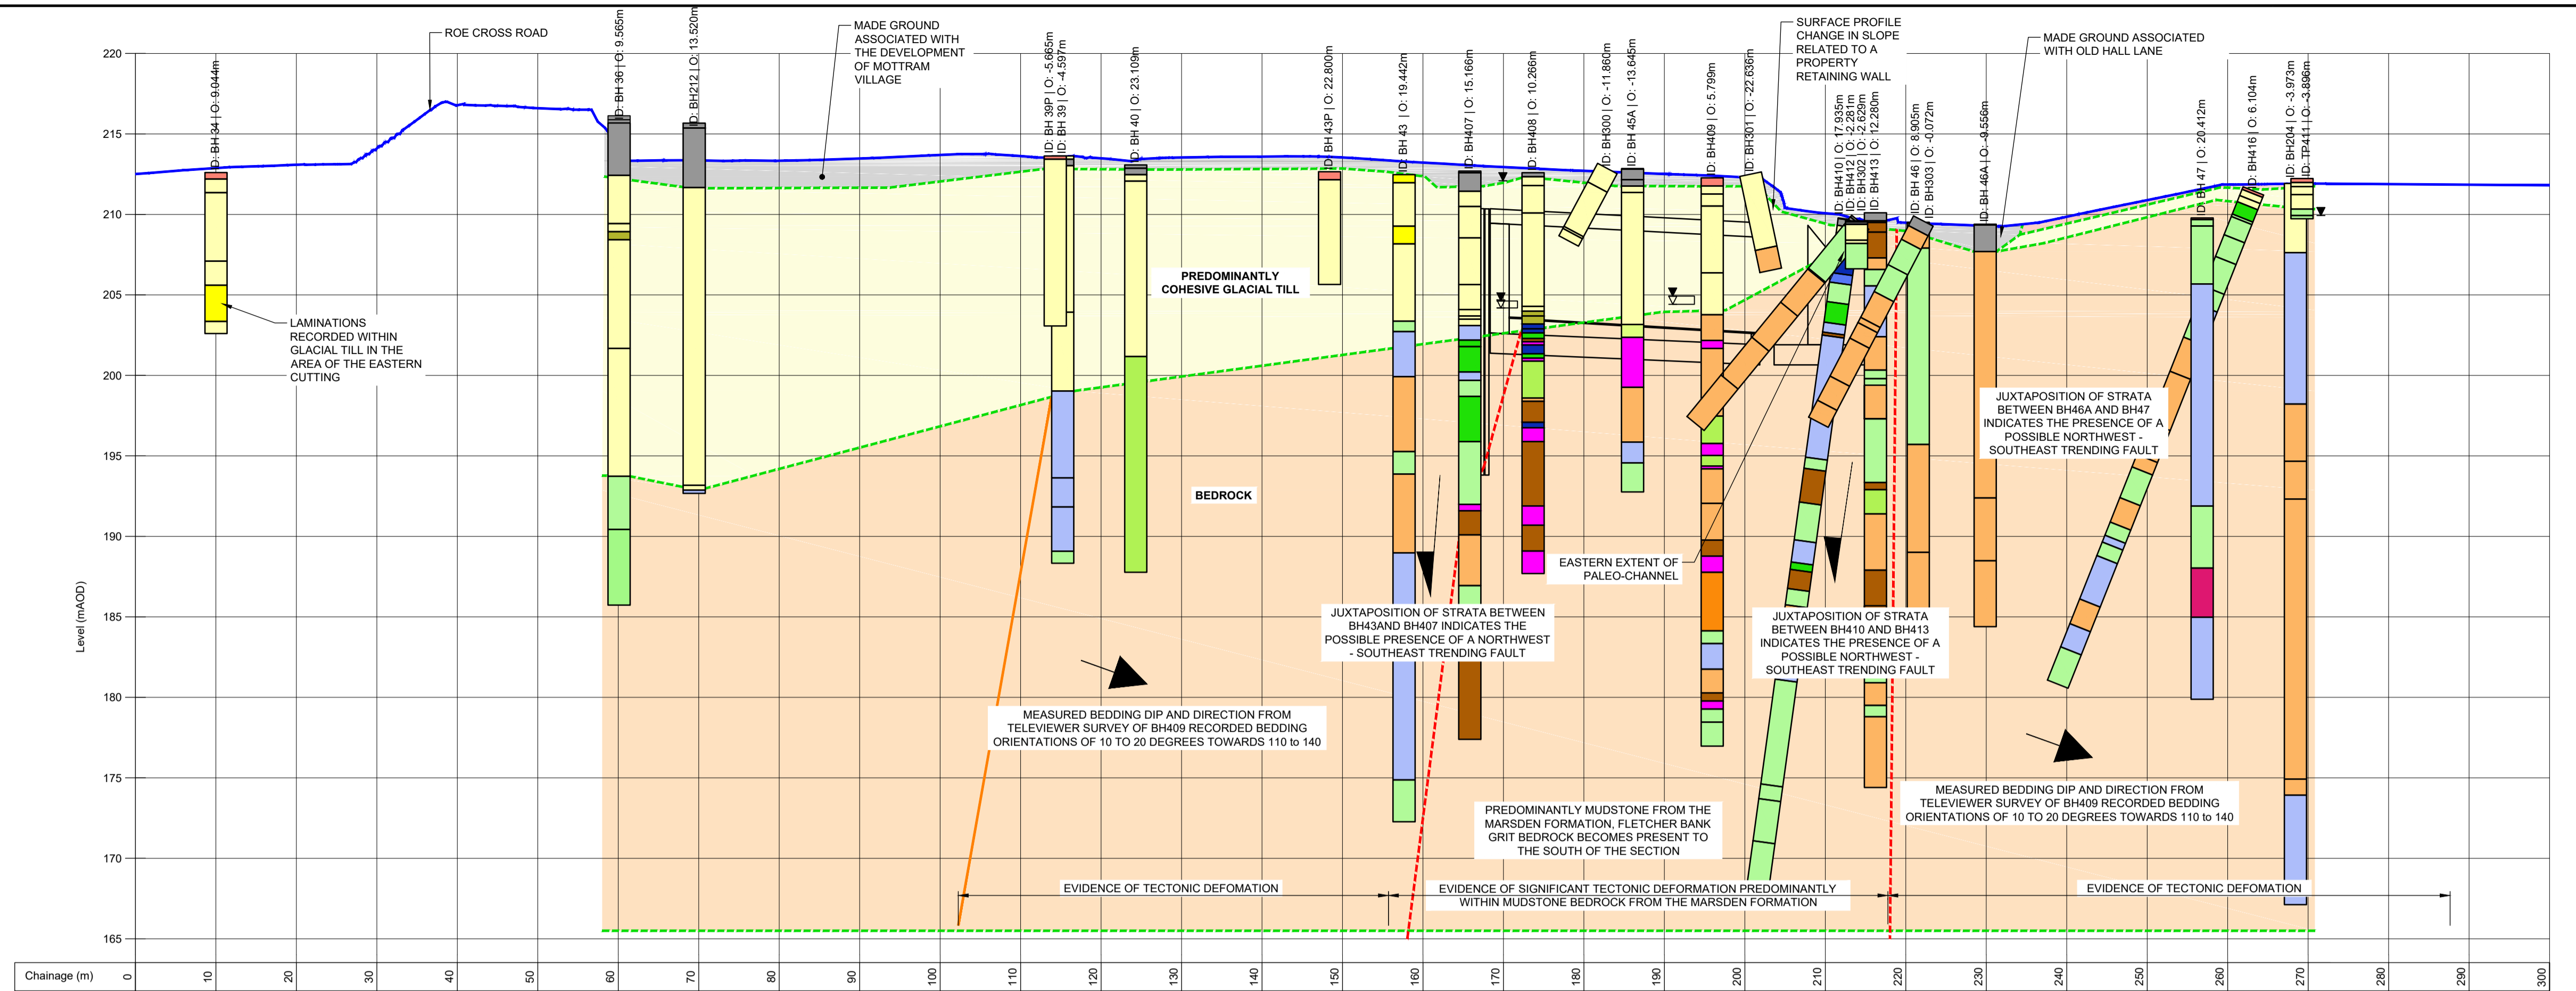 ROE CROSS ROAD
MADE GROUND
ASSOCIATED WITH
THE DEVELOPMENT
OF MOTTRAM
VILLAGE
SURFACE PROFILE
CHANGE IN SLOPE
RELATED TO A
PROPERTY
RETAINING WALL
MADE GROUND ASSOCIATED
WITH OLD HALL LANE
ID: BH 34 | O: 9.044m
ID: BH 36 | O: 9.565m
ID: BH212 | O: 13.520m
ID: BH 39P | O: -5.665m
ID: BH 39 | O: -4.597m
ID: BH 40 | O: 23.109m
ID: BH 43P | O: 22.800m
ID: BH 43 | O: 19.442m
ID: BH407 | O: 15.166m
ID: BH408 | O: 10.266m
ID: BH300 | O: -11.860m
ID: BH 45A | O: -13.645m
ID: BH409 | O: 5.799m
ID: BH301 | O: -22.636m
ID: BH410 | O: 17.935m
ID: BH412 | O: -2.281m
ID: BH302 | O: -2.629m
ID: BH413 | O: 12.280m
ID: BH 46 | O: 8.905m
ID: BH303 | O: -0.072m
ID: BH 46A | O: -9.556m
ID: BH 47 | O: 20.412m
ID: BH416 | O: 6.104m
ID: BH204 | O: -3.973m
ID: TP411 | O: -3.896m
220
215
210
205
200
195
190
185
180
175
170
165
Level (mAOD)
LAMINATIONS
RECORDED WITHIN
GLACIAL TILL IN THE
AREA OF THE EASTERN
CUTTING
PREDOMINANTLY
COHESIVE GLACIAL TILL
BEDROCK
JUXTAPOSITION OF STRATA
BETWEEN BH46A AND BH47
INDICATES THE PRESENCE OF A
POSSIBLE NORTHWEST -
SOUTHEAST TRENDING FAULT
EASTERN EXTENT OF
PALEO-CHANNEL
JUXTAPOSITION OF STRATA BETWEEN
BH43AND BH407 INDICATES THE
POSSIBLE PRESENCE OF A NORTHWEST
- SOUTHEAST TRENDING FAULT
JUXTAPOSITION OF STRATA
BETWEEN BH410 AND BH413
INDICATES THE PRESENCE OF A
POSSIBLE NORTHWEST -
SOUTHEAST TRENDING FAULT
MEASURED BEDDING DIP AND DIRECTION FROM
TELEVIEWER SURVEY OF BH409 RECORDED BEDDING
ORIENTATIONS OF 10 TO 20 DEGREES TOWARDS 110 to 140
PREDOMINANTLY MUDSTONE FROM THE
MARSDEN FORMATION, FLETCHER BANK
GRIT BEDROCK BECOMES PRESENT TO
THE SOUTH OF THE SECTION
MEASURED BEDDING DIP AND DIRECTION FROM
TELEVIEWER SURVEY OF BH409 RECORDED BEDDING
ORIENTATIONS OF 10 TO 20 DEGREES TOWARDS 110 to 140
EVIDENCE OF TECTONIC DEFOMATION
EVIDENCE OF SIGNIFICANT TECTONIC DEFORMATION PREDOMINANTLY
WITHIN MUDSTONE BEDROCK FROM THE MARSDEN FORMATION
EVIDENCE OF TECTONIC DEFOMATION
Chainage (m)
0
10
20
30
40
50
60
70
80
90
100
110
120
130
140
150
160
170
180
190
200
210
220
230
240
250
260
270
280
290
300